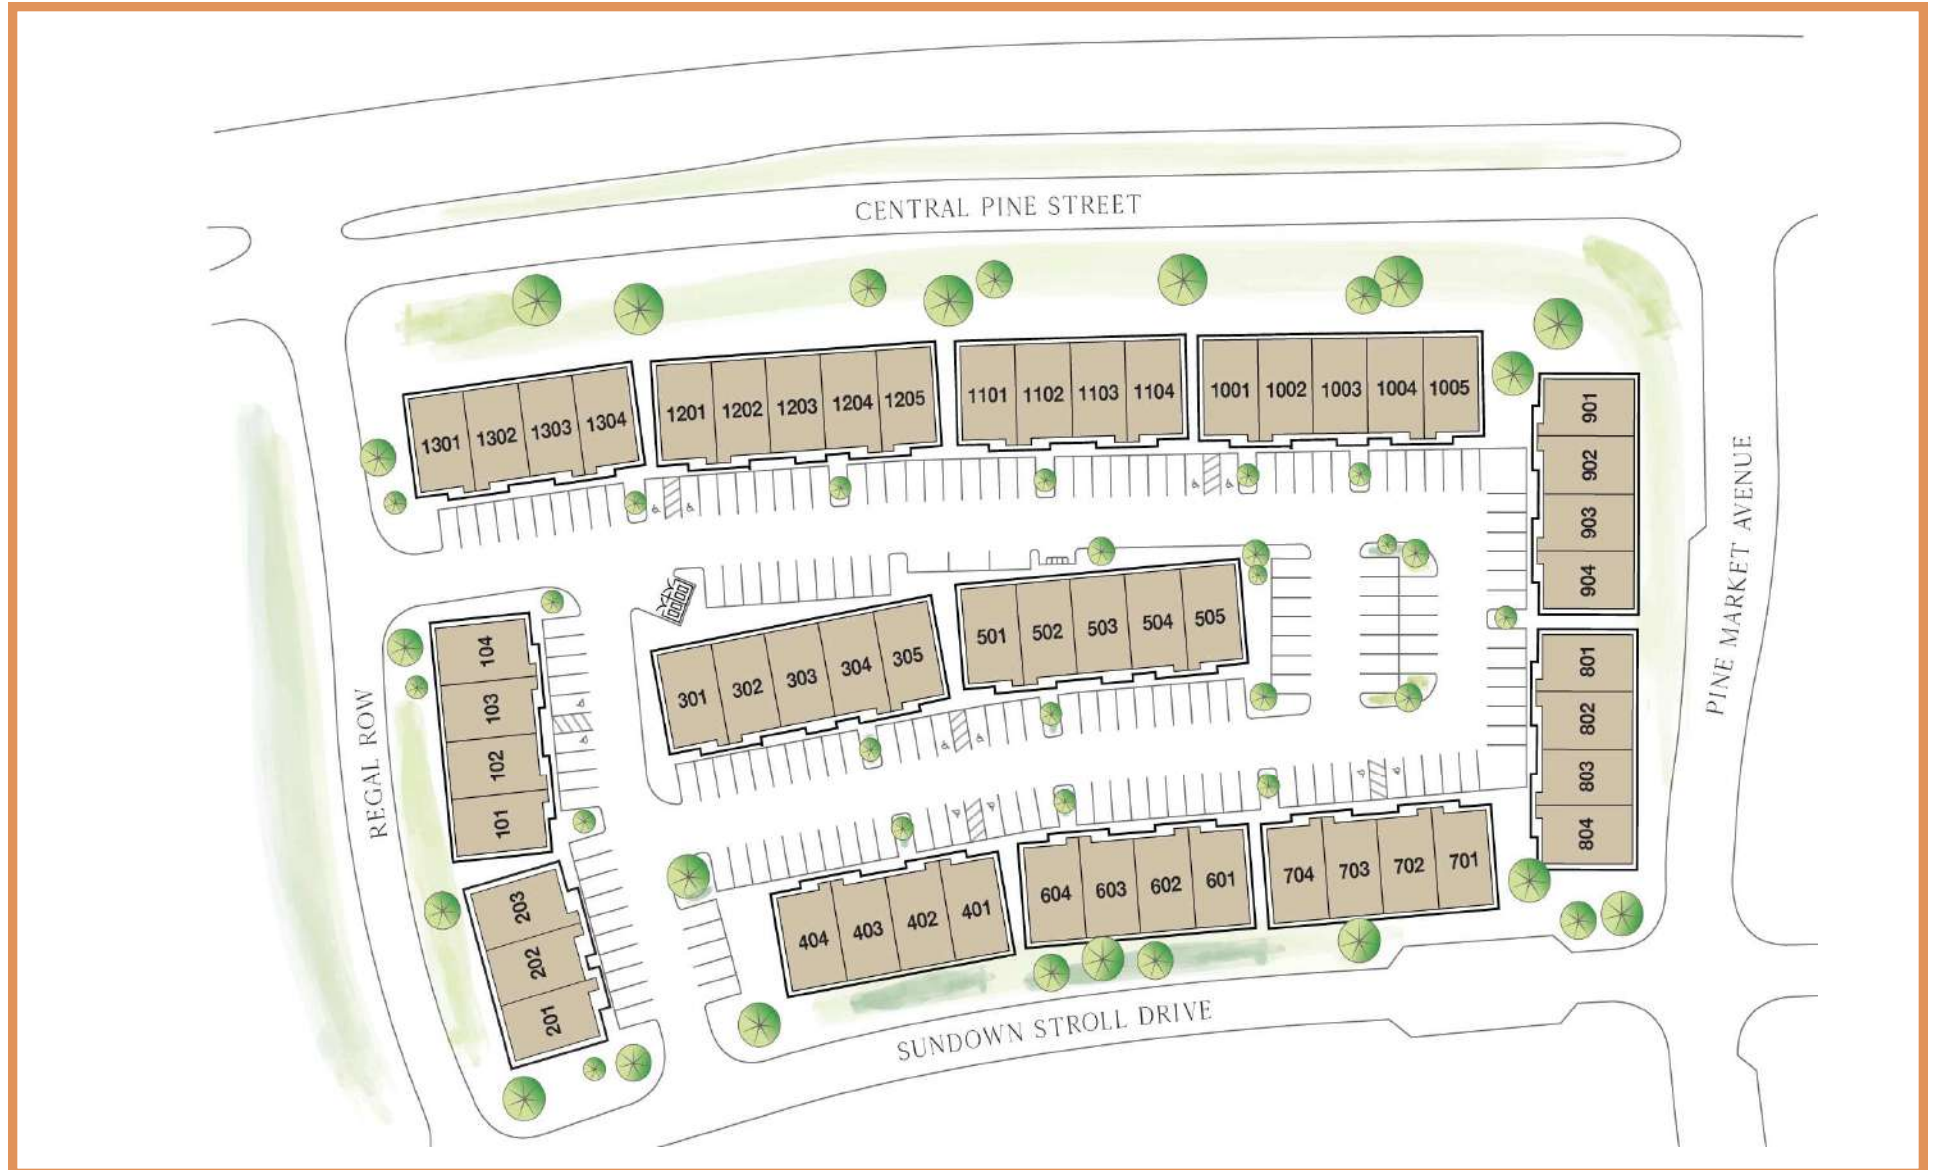 CENTRAL PINE STREET
1301 1302 1303 1304
1201 1202 1203 1204 1205
1101 1102 1103 1104
1001 1002 1003 1004 1005
901
902
903
904
801
802
803
804
PINE MARKET AVENUE
REGAL ROW
104
103
102
101
203
202
201
301 302 303 304 305
501 502 503 504 505
404 403 402 401
604 603 602 601
704 703 702 701
SUNDOWN STROLL DRIVE